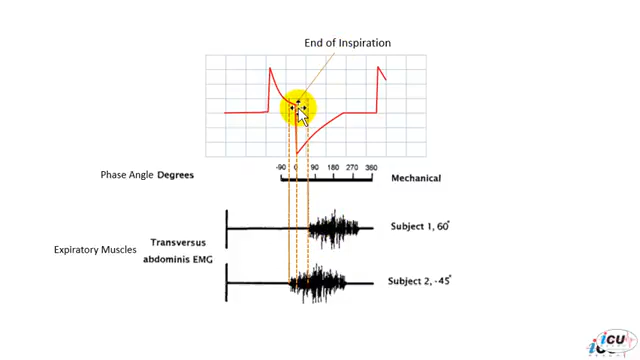 End of Inspiration
Phase Angle Degrees
-90 0 90 180 270 360
Mechanical
Subject 1, 60°
Expiratory Muscles
Transversus
abdominis EMG
Subject 2, -45°
iCU